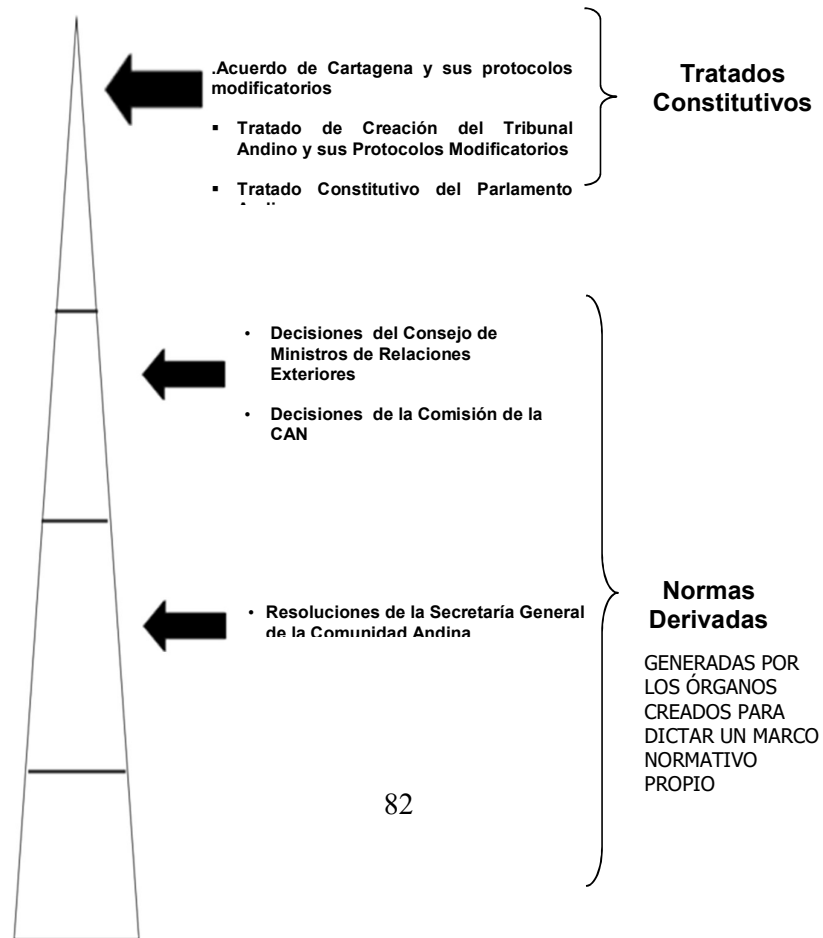 .Acuerdo de Cartagena y sus protocolos
modificatorios
▪ Tratado de Creación del Tribunal
Andino y sus Protocolos Modificatorios
▪ Tratado Constitutivo del Parlamento
Tratados
Constitutivos
• Decisiones del Consejo de
Ministros de Relaciones
Exteriores
• Decisiones de la Comisión de la
CAN
• Resoluciones de la Secretaría General
de la Comunidad Andina
Normas
Derivadas
GENERADAS POR
LOS ÓRGANOS
CREADOS PARA
DICTAR UN MARCO
NORMATIVO
PROPIO
82